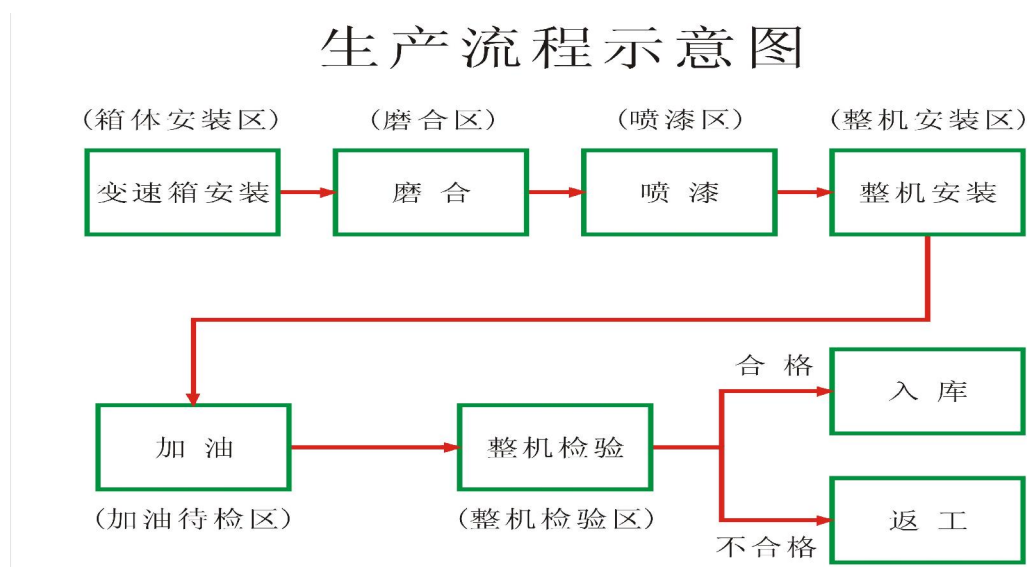 生产流程示意图
(箱体安装区) (磨合区) (喷漆区) (整机安装区)
变速箱安装 磨合 喷漆 整机安装
合格 入库
加油 整机检验
(加油待检区) (整机检验区) 返工
不合格